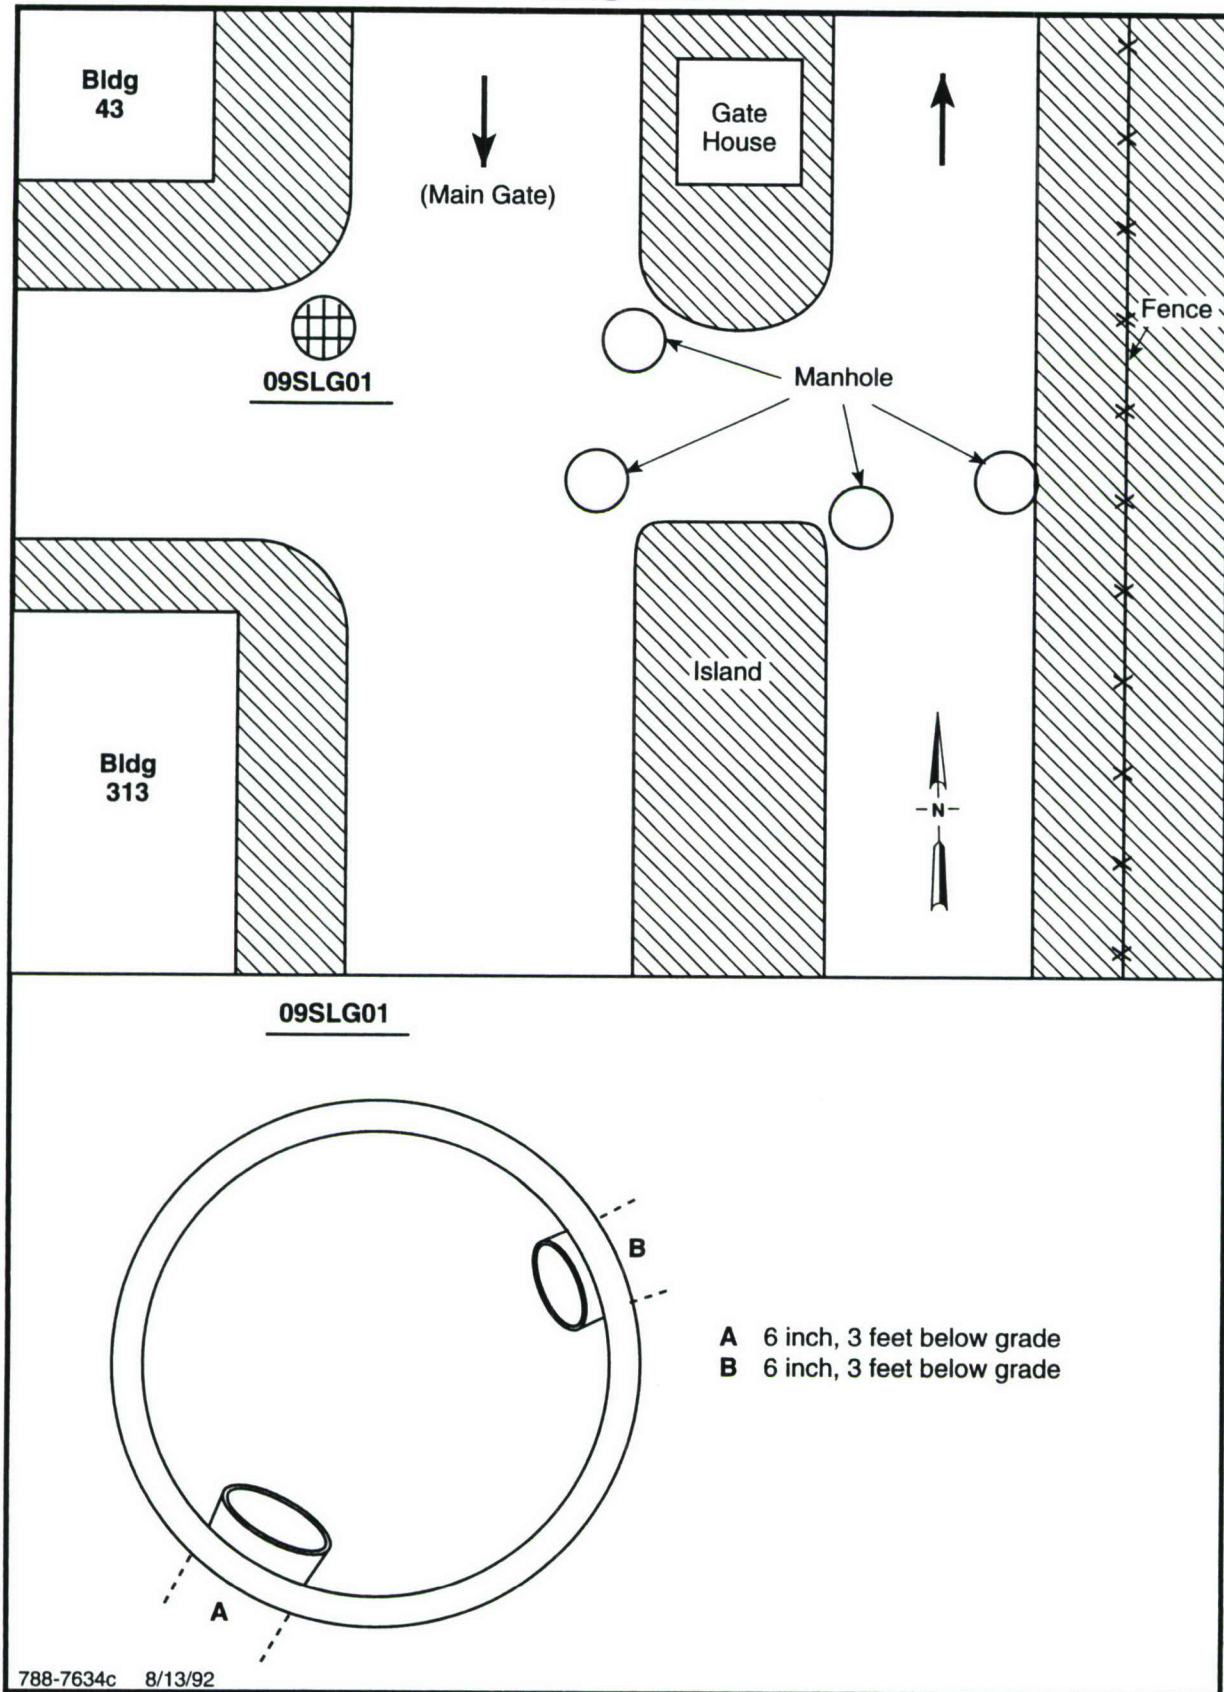 Bldg
43
(Main Gate)
Gate
House
Fence
09SLG01
Manhole
Island
Bldg
313
N
09SLG01
B
A 6 inch, 3 feet below grade
B 6 inch, 3 feet below grade
A
788-7634c 8/13/92